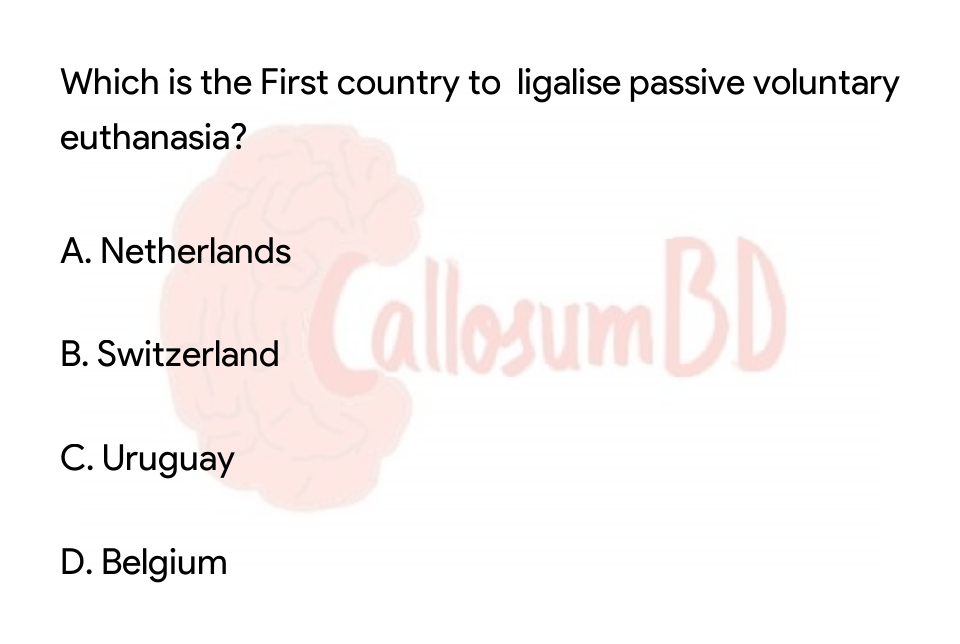 Which is the First country to  ligalise passive voluntary
euthanasia?
A. Netherlands
CallosumBD
B. Switzerland
C. Uruguay
D. Belgium